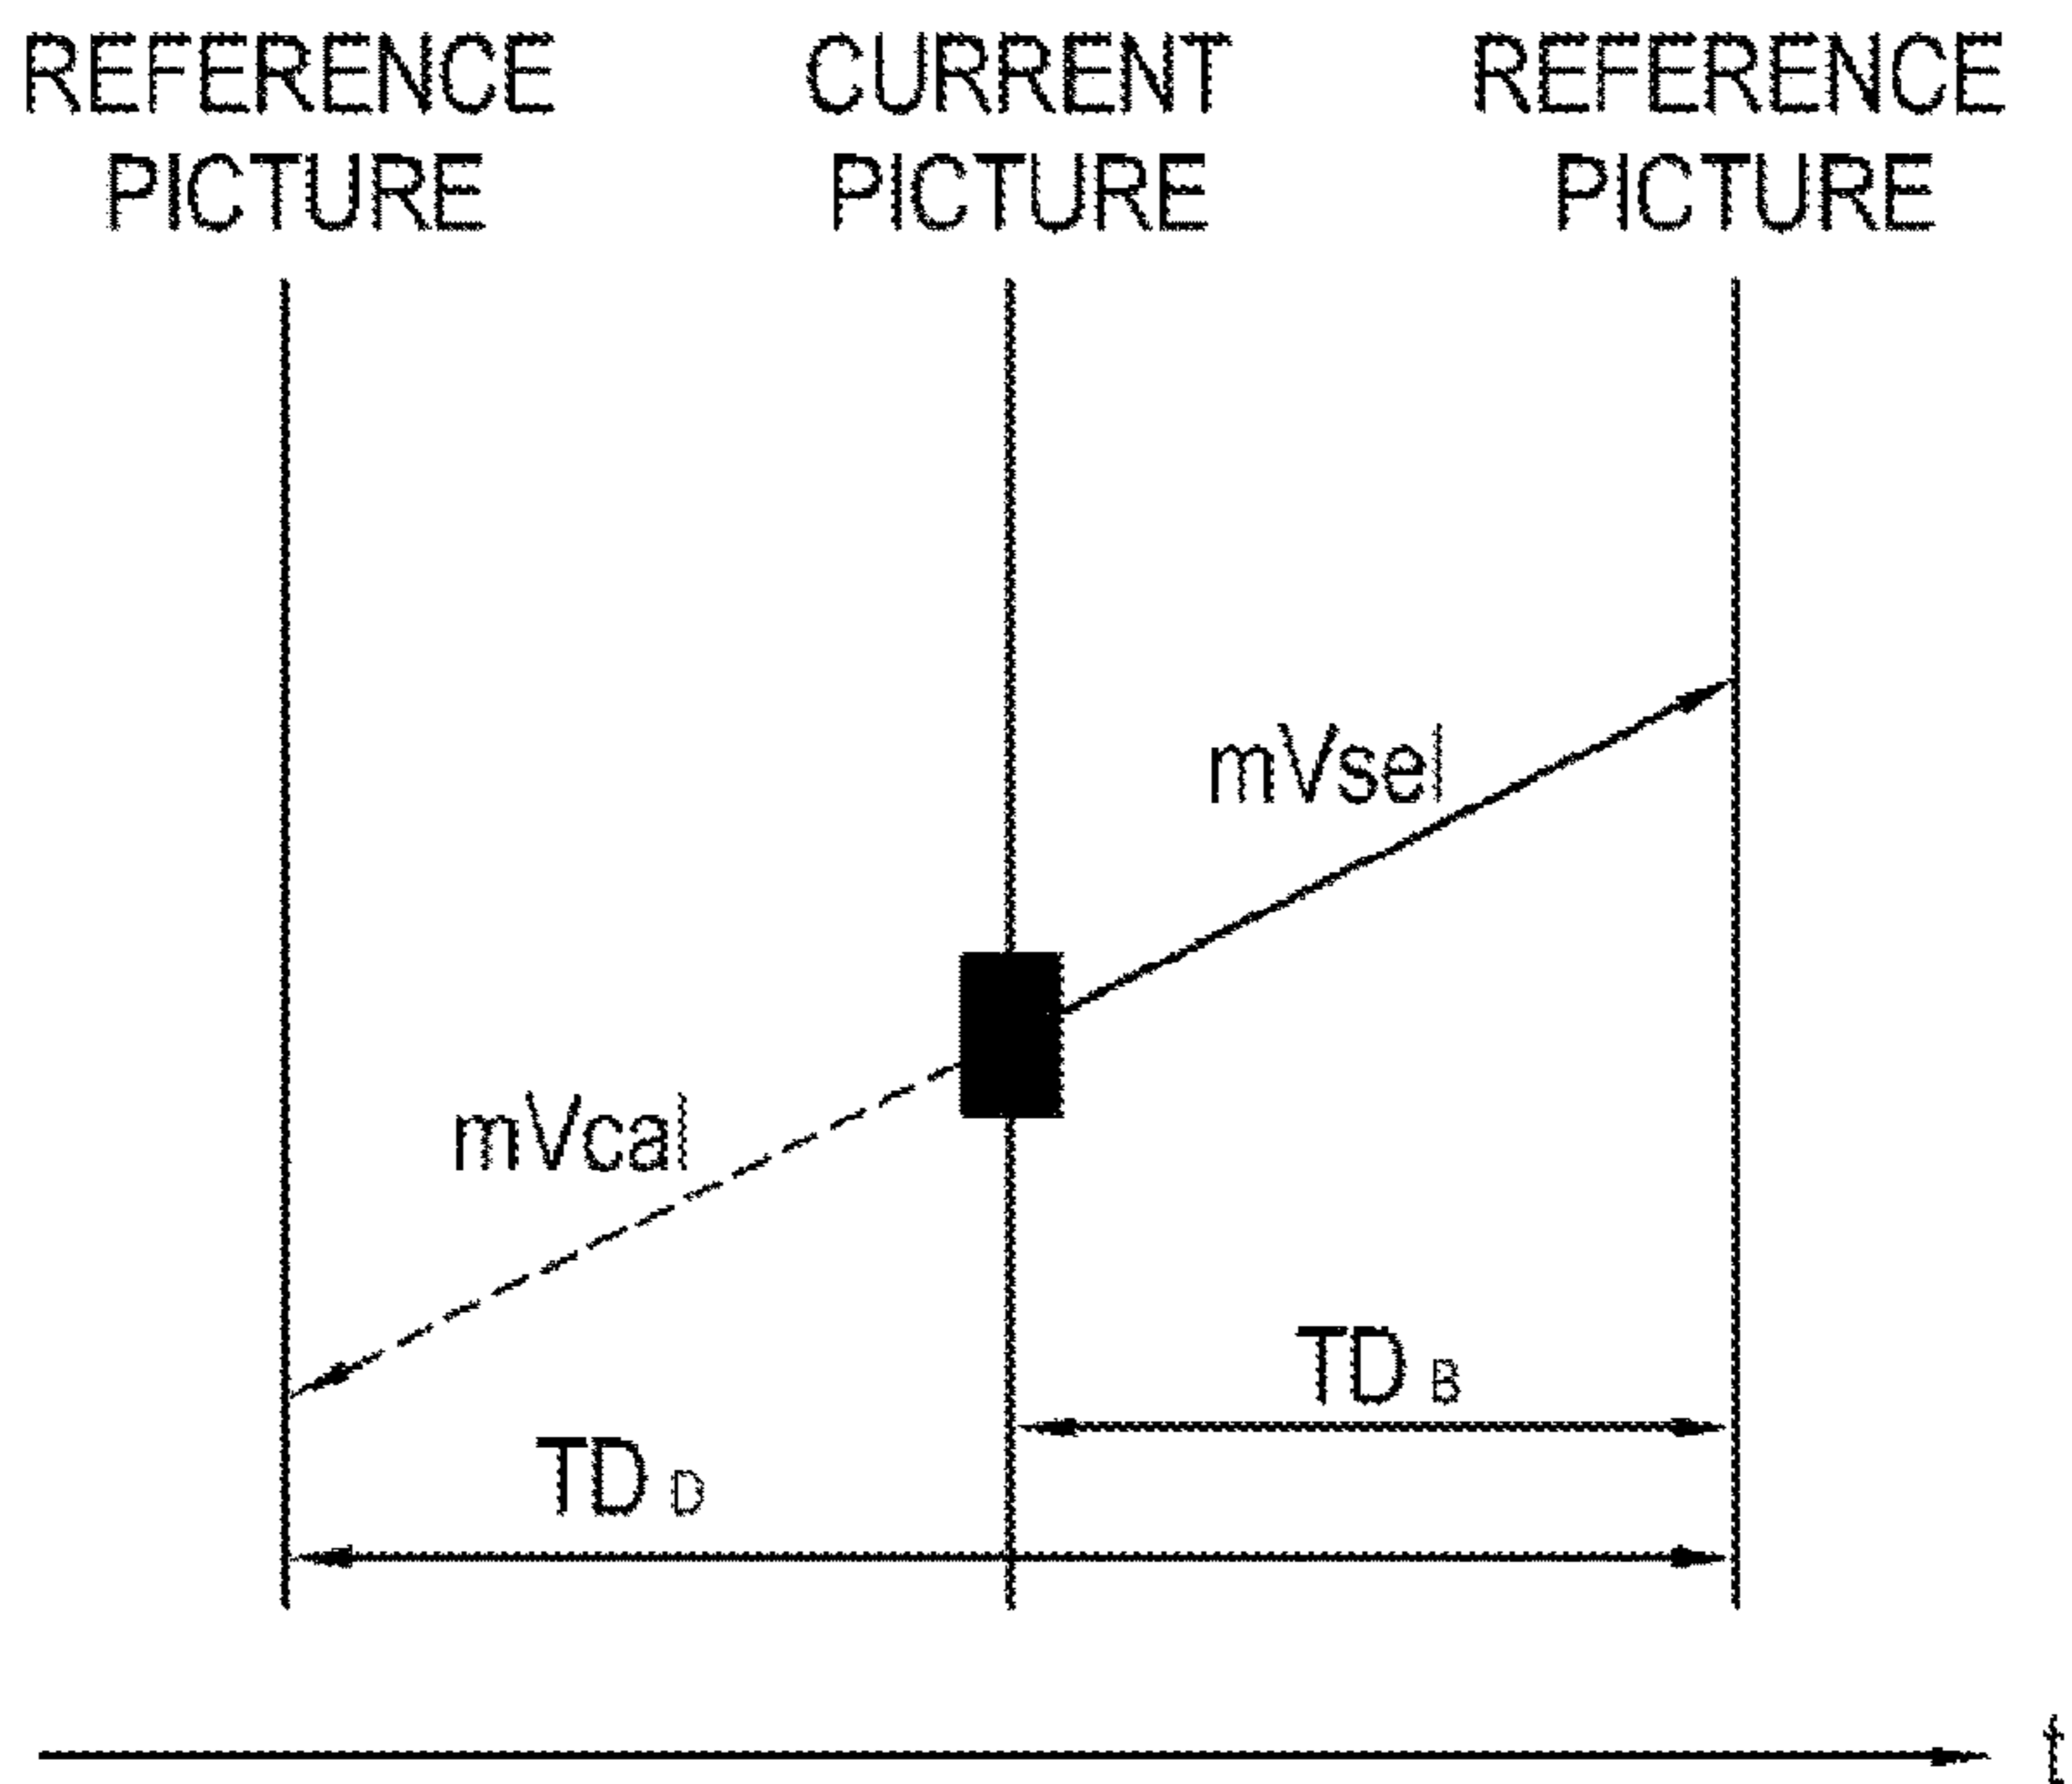 REFERENCE PICTURE
CURRENT PICTURE
REFERENCE PICTURE
mVsel
mVcal
TD B
TD D
t